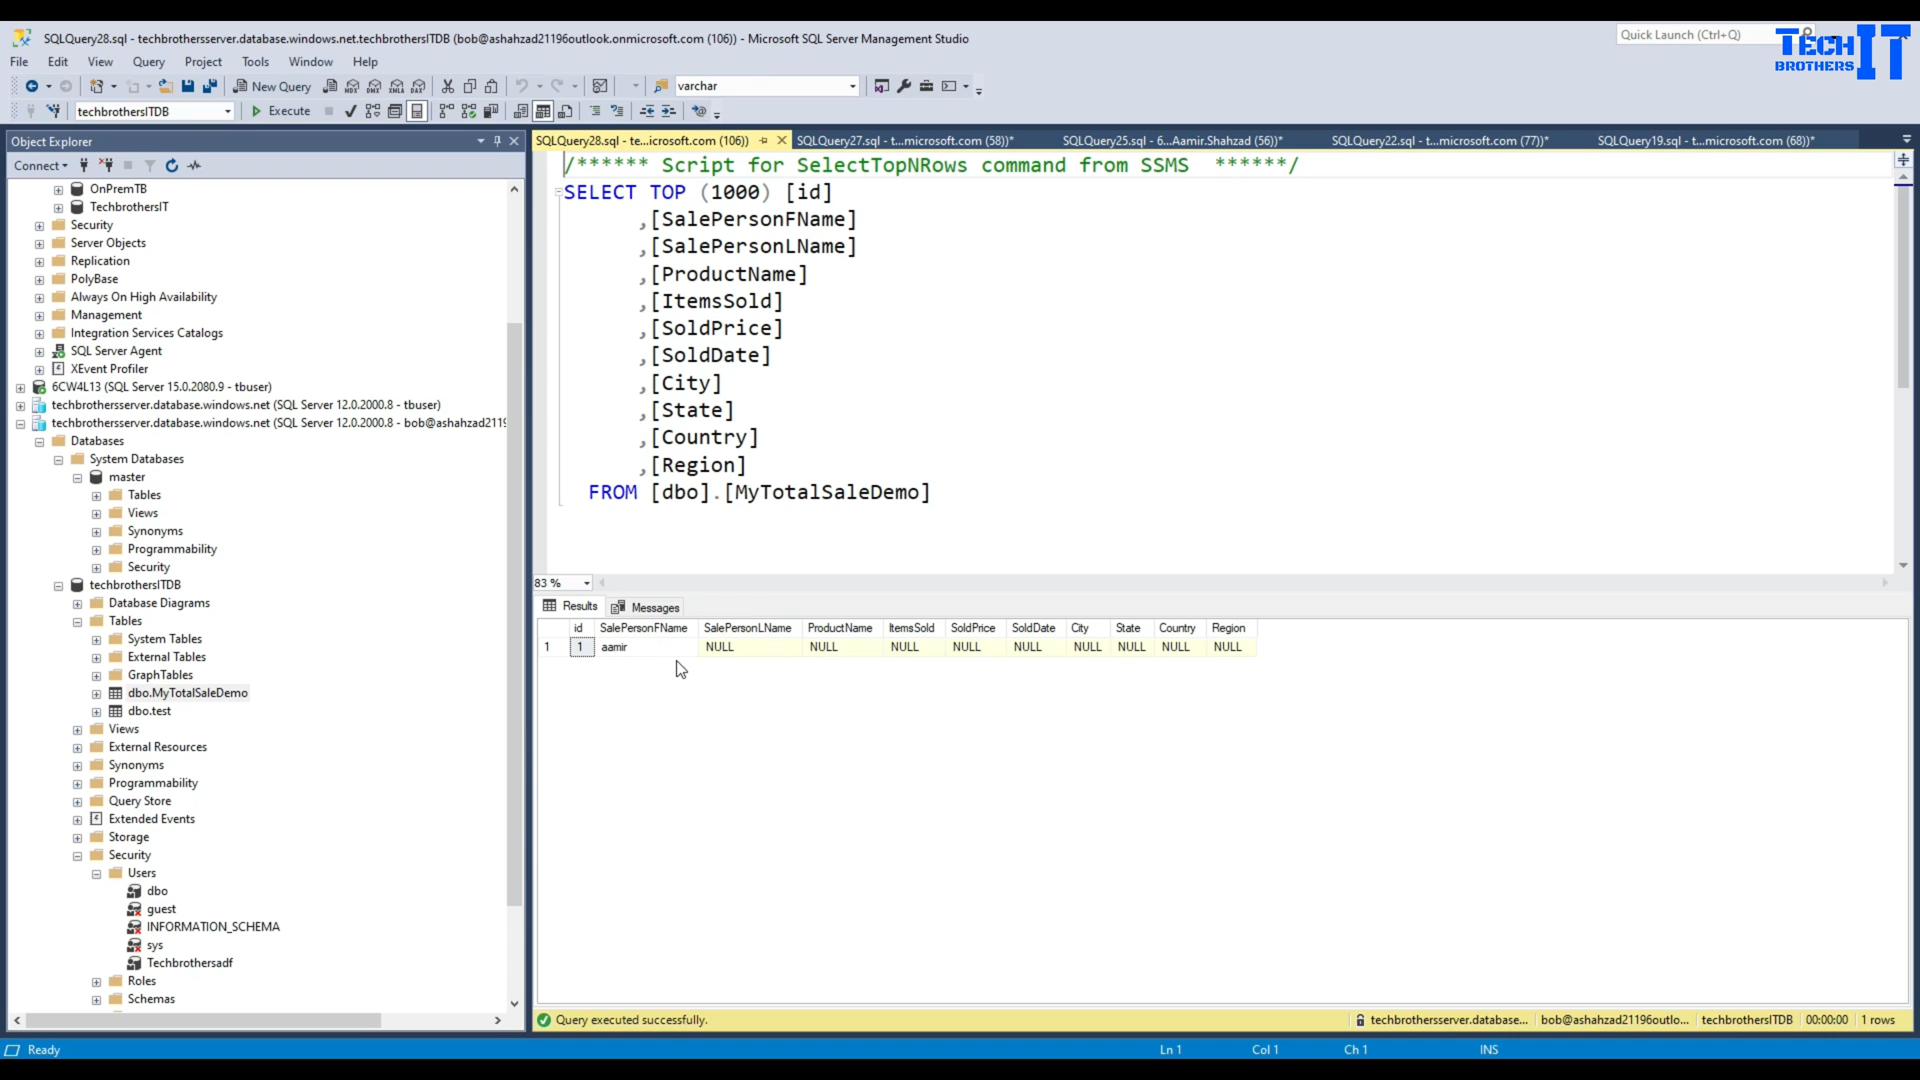 SQLQuery28.sql - techbrothersserver.database.windows.net.techbrothersITDB (bob@ashahzad21196outlook.onmicrosoft.com (106)) - Microsoft SQL Server Management Studio
Quick Launch (Ctrl+Q)
TECH IT
BROTHERS
File Edit View Query Project Tools Window Help
New Query
MDX DMX XMLA DAX
varchar
techbrothersITDB
Execute
Object Explorer
SQLQuery28.sql - te...icrosoft.com (106))
SQLQuery27.sql - t...microsoft.com (58))*
SQLQuery25.sql - 6...Aamir.Shahzad (56))*
SQLQuery22.sql - t...microsoft.com (77))*
SQLQuery19.sql - t...microsoft.com (68))*
Connect
OnPremTB
TechbrothersIT
Security
Server Objects
Replication
PolyBase
Always On High Availability
Management
Integration Services Catalogs
SQL Server Agent
XEvent Profiler
6CW4L13 (SQL Server 15.0.2080.9 - tbuser)
techbrothersserver.database.windows.net (SQL Server 12.0.2000.8 - tbuser)
techbrothersserver.database.windows.net (SQL Server 12.0.2000.8 - bob@ashahzad2119
Databases
System Databases
master
Tables
Views
Synonyms
Programmability
Security
techbrothersITDB
Database Diagrams
Tables
System Tables
External Tables
GraphTables
dbo.MyTotalSaleDemo
dbo.test
Views
External Resources
Synonyms
Programmability
Query Store
Extended Events
Storage
Security
Users
dbo
guest
INFORMATION_SCHEMA
sys
Techbrothersadf
Roles
Schemas
/****** Script for SelectTopNRows command from SSMS ******/
SELECT TOP (1000) [id]
,[SalePersonFName]
,[SalePersonLName]
,[ProductName]
,[ItemsSold]
,[SoldPrice]
,[SoldDate]
,[City]
,[State]
,[Country]
,[Region]
FROM [dbo].[MyTotalSaleDemo]
83 %
Results Messages
id SalePersonFName SalePersonLName ProductName ItemsSold SoldPrice SoldDate City State Country Region
1 1 aamir NULL NULL NULL NULL NULL NULL NULL NULL NULL
Query executed successfully.
techbrothersserver.database... bob@ashahzad21196outlo... techbrothersITDB 00:00:00 1 rows
Ready
Ln 1 Col 1 Ch 1 INS